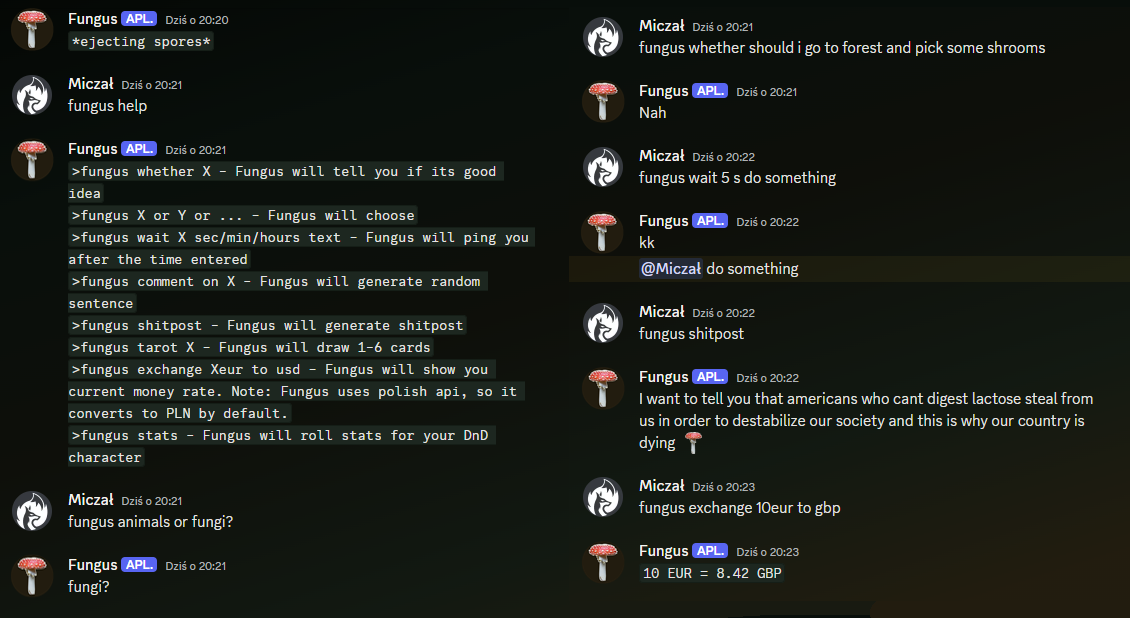 Fungus APL. Dziś o 20:20
*ejecting spores*
Miczał Dziś o 20:21
fungus help
Fungus APL. Dziś o 20:21
>fungus whether X - Fungus will tell you if its good
idea
>fungus X or Y or ... - Fungus will choose
>fungus wait X sec/min/hours text - Fungus will ping you
after the time entered
>fungus comment on X - Fungus will generate random
sentence
>fungus shitpost - Fungus will generate shitpost
>fungus tarot X - Fungus will draw 1-6 cards
>fungus exchange Xeur to usd - Fungus will show you
current money rate. Note: Fungus uses polish api, so it
converts to PLN by default.
>fungus stats - Fungus will roll stats for your DnD
character
Miczał Dziś o 20:21
fungus animals or fungi?
Fungus APL. Dziś o 20:21
fungi?
Miczał Dziś o 20:21
fungus whether should i go to forest and pick some shrooms
Fungus APL. Dziś o 20:21
Nah
Miczał Dziś o 20:22
fungus wait 5 s do something
Fungus APL. Dziś o 20:22
kk
@Miczał do something
Miczał Dziś o 20:22
fungus shitpost
Fungus APL. Dziś o 20:22
I want to tell you that americans who cant digest lactose steal from
us in order to destabilize our society and this is why our country is
dying
Miczał Dziś o 20:23
fungus exchange 10eur to gbp
Fungus APL. Dziś o 20:23
10 EUR = 8.42 GBP